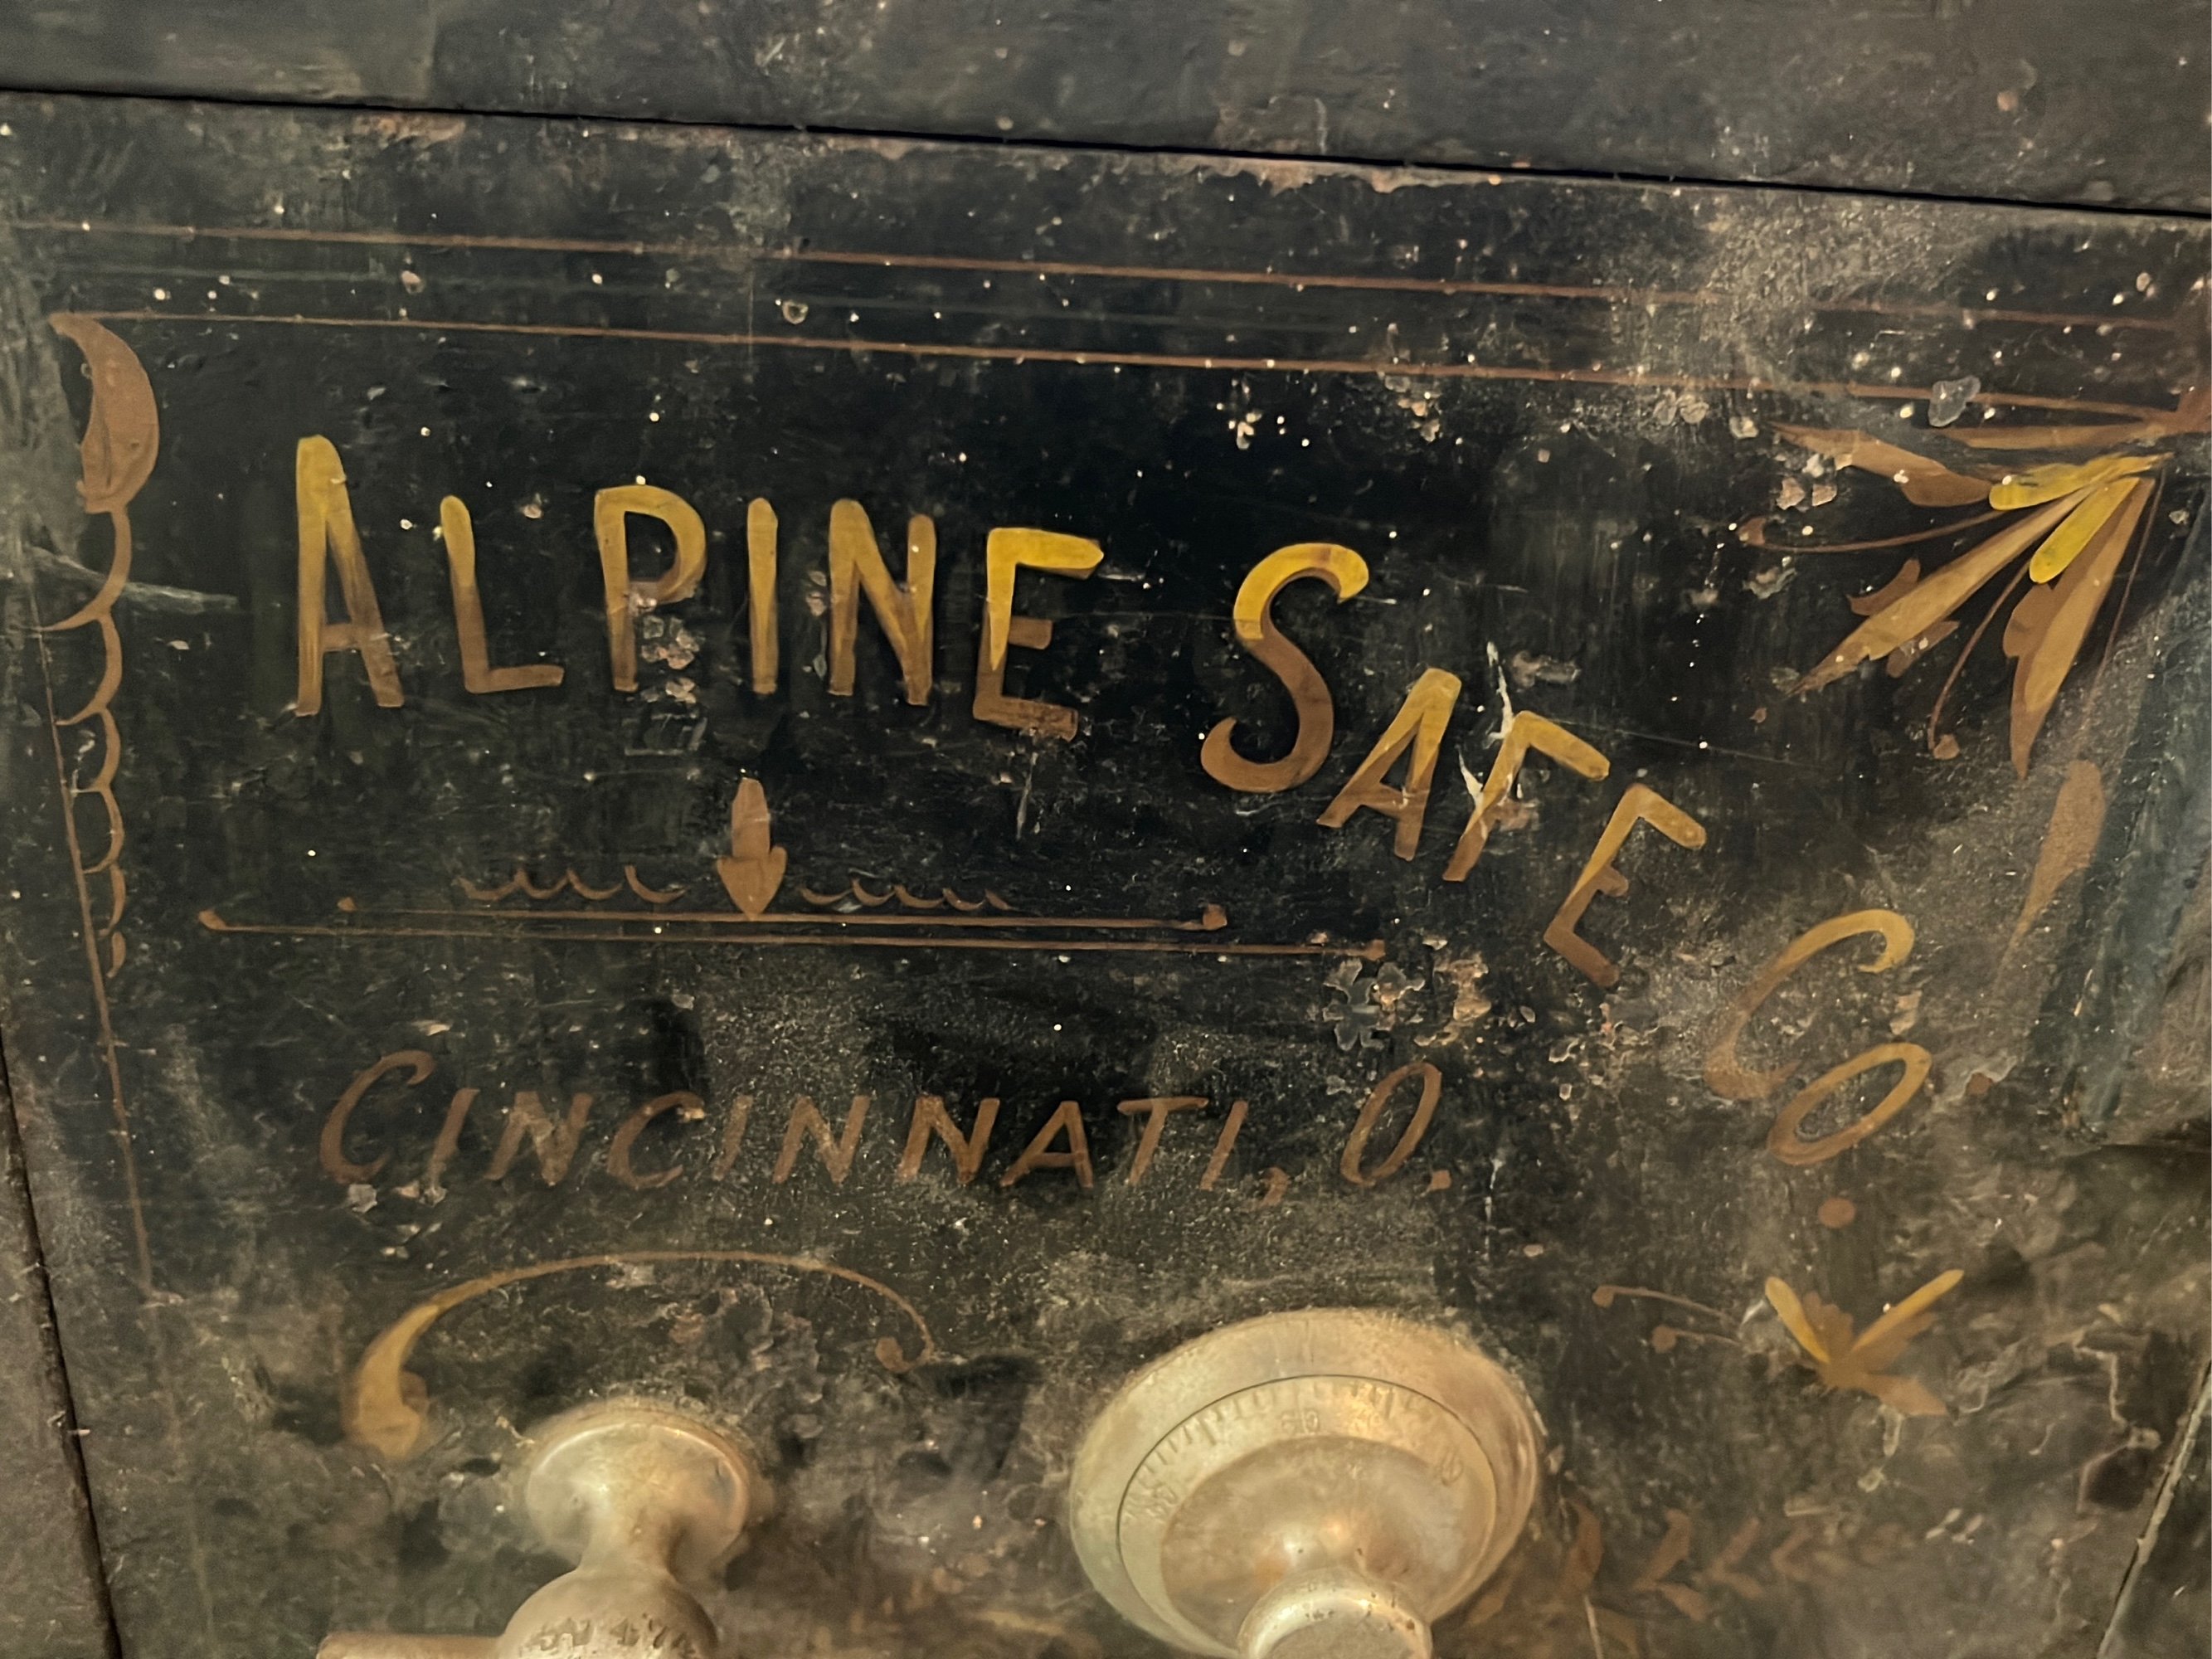 ALPINE SAFE CO.
CINCINNATI, O.